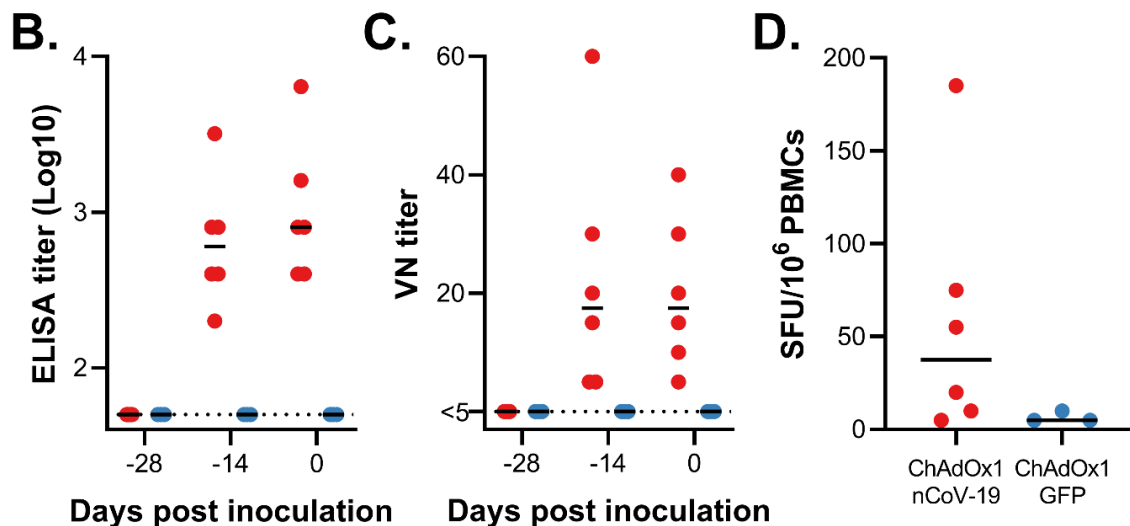 B.
ELISA titer (Log10)
4
3
2
-28
-14
0
Days post inoculation
C.
VN titer
60
40
20
<5
-28
-14
0
Days post inoculation
D.
SFU/10⁶ PBMCs
200
150
100
50
0
ChAdOx1
nCoV-19
ChAdOx1
GFP